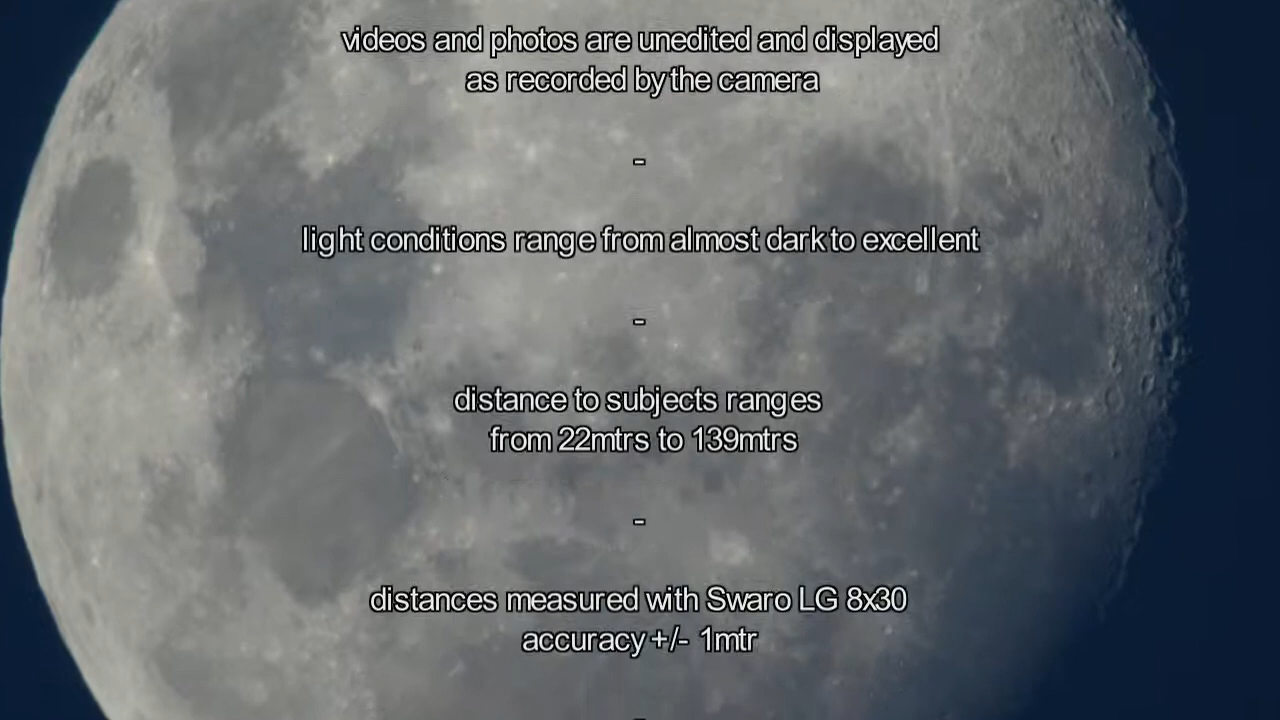 videos and photos are unedited and displayed
as recorded by the camera
-
light conditions range from almost dark to excellent
-
distance to subjects ranges
from 22mtrs to 139mtrs
-
distances measured with Swaro LG 8x30
accuracy +/- 1mtr
-